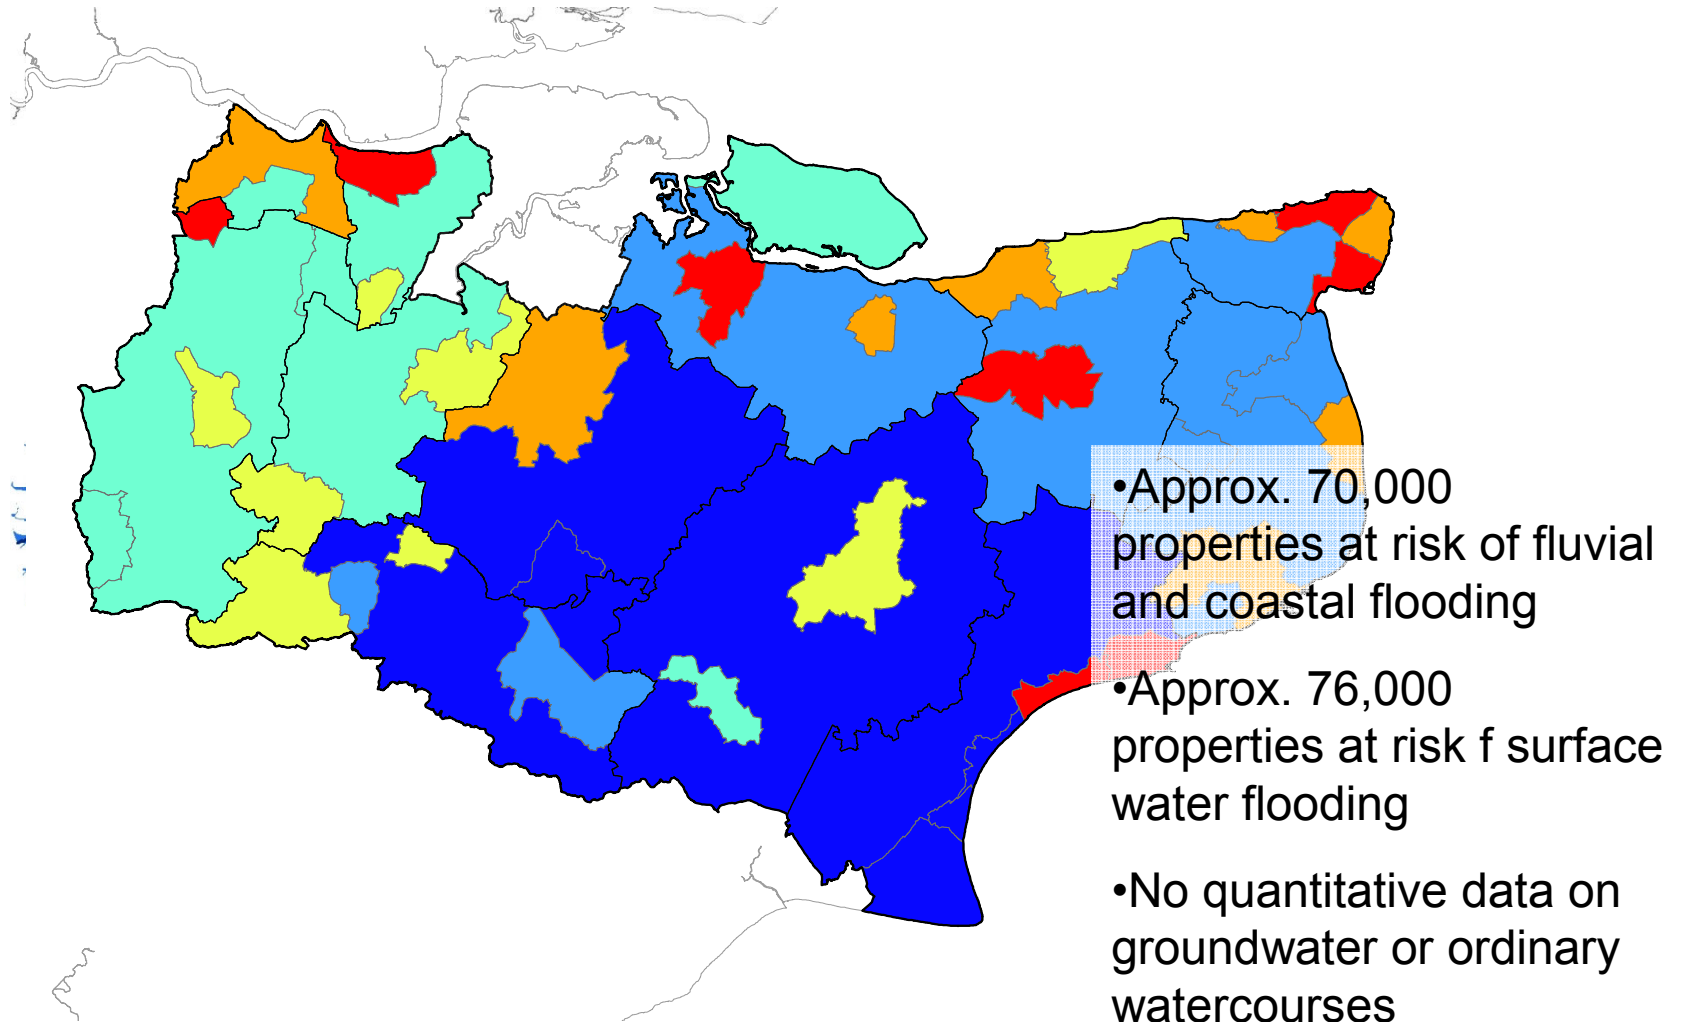 •Approx. 70,000
properties at risk of fluvial
and coastal flooding
•Approx. 76,000
properties at risk f surface
water flooding
•No quantitative data on
groundwater or ordinary
watercourses